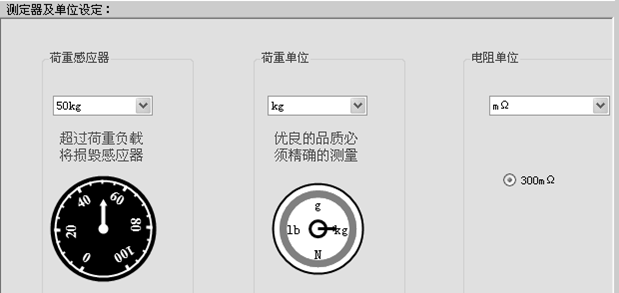 测定器及单位设定：
荷重感应器
荷重单位
电阻单位
50kg
kg
mΩ
超过荷重负载
将损毁感应器
优良的品质必
须精确的测量
300mΩ
0
20
40
60
80
100
g
lb
kg
N